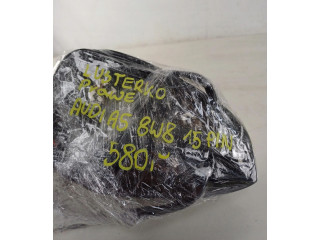 LUSTERKO
PRAWE
AUDI A5 8W8 15 PIN
580,-